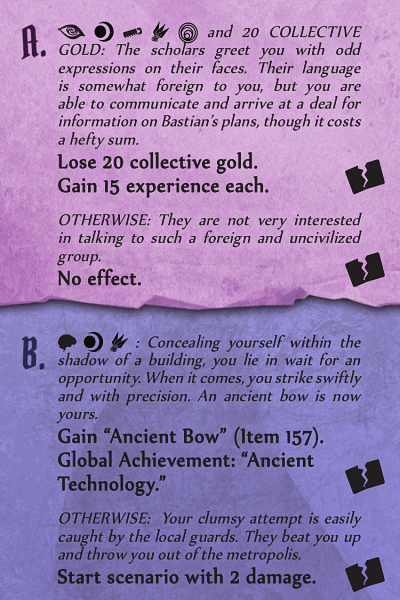 A. and 20 COLLECTIVE
GOLD: The scholars greet you with odd
expressions on their faces. Their language
is somewhat foreign to you, but you are
able to communicate and arrive at a deal for
information on Bastian's plans, though it costs
a hefty sum.
Lose 20 collective gold.
Gain 15 experience each.
OTHERWISE: They are not very interested
in talking to such a foreign and uncivilized
group.
No effect.
B. : Concealing yourself within the
shadow of a building, you lie in wait for an
opportunity. When it comes, you strike swiftly
and with precision. An ancient bow is now
yours.
Gain “Ancient Bow” (Item 157).
Global Achievement: “Ancient
Technology.”
OTHERWISE: Your clumsy attempt is easily
caught by the local guards. They beat you up
and throw you out of the metropolis.
Start scenario with 2 damage.